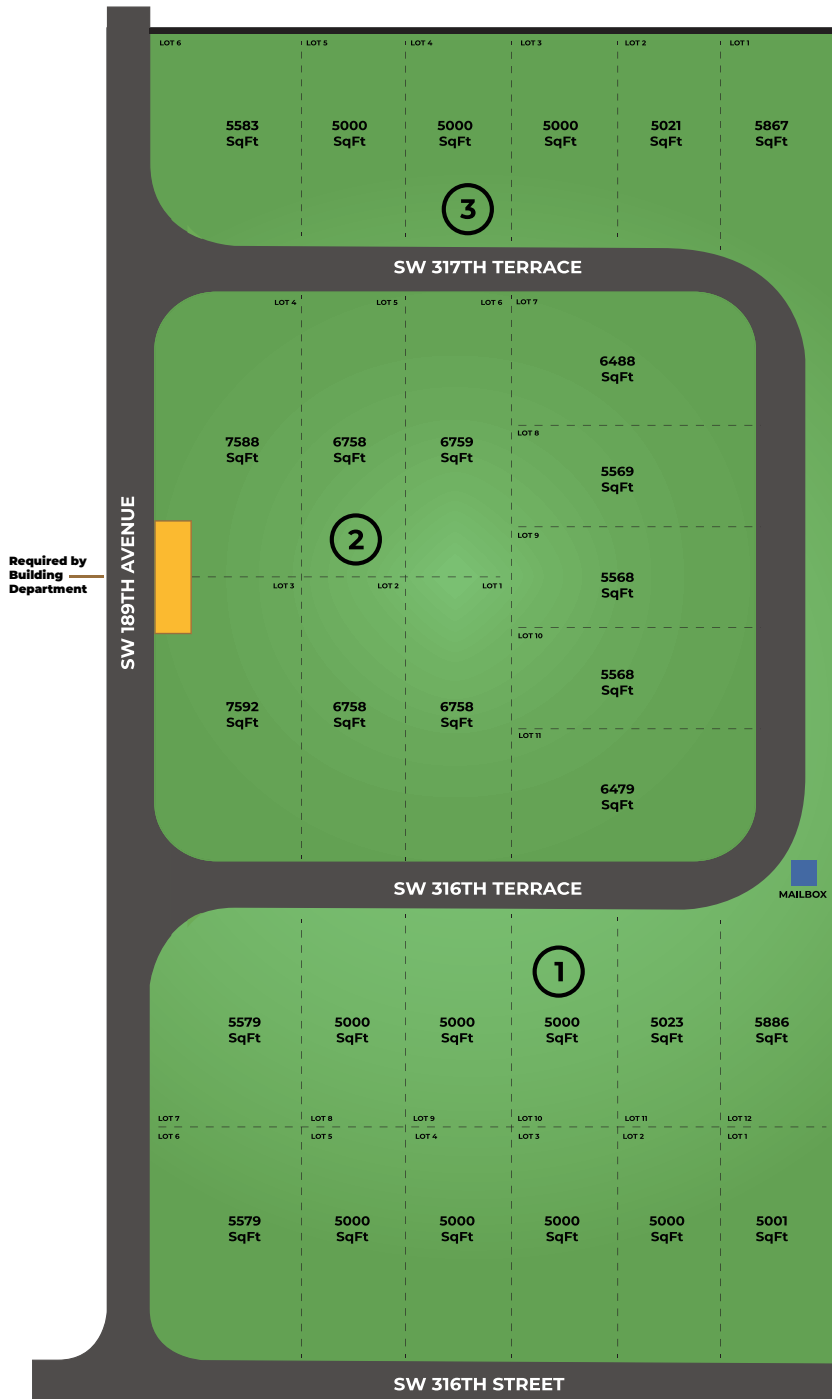 LOT 6
LOT 5
LOT 4
LOT 3
LOT 2
LOT 1
5583
SqFt
5000
SqFt
5000
SqFt
5000
SqFt
5021
SqFt
5867
SqFt
3
SW 317TH TERRACE
LOT 4
LOT 5
LOT 6
LOT 7
6488
SqFt
LOT 8
7588
SqFt
6758
SqFt
6759
SqFt
5569
SqFt
SW 189TH AVENUE
2
LOT 9
Required by
Building
Department
LOT 3
LOT 2
LOT 1
5568
SqFt
LOT 10
5568
SqFt
7592
SqFt
6758
SqFt
6758
SqFt
LOT 11
6479
SqFt
SW 316TH TERRACE
MAILBOX
1
5579
SqFt
5000
SqFt
5000
SqFt
5000
SqFt
5023
SqFt
5886
SqFt
LOT 7
LOT 8
LOT 9
LOT 10
LOT 11
LOT 12
LOT 6
LOT 5
LOT 4
LOT 3
LOT 2
LOT 1
5579
SqFt
5000
SqFt
5000
SqFt
5000
SqFt
5000
SqFt
5001
SqFt
SW 316TH STREET